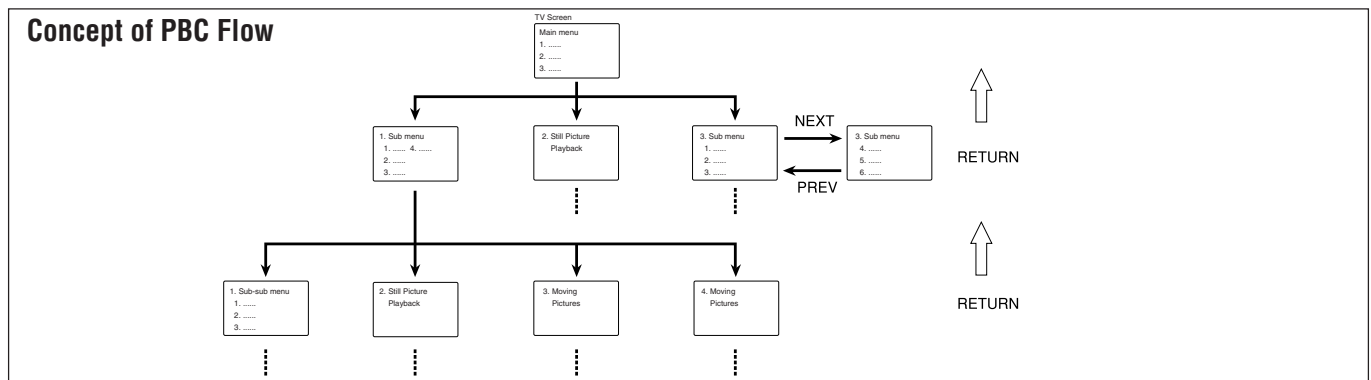 Concept of PBC Flow
TV Screen
Main menu
1. ......
2. ......
3. ......
1. Sub menu
1. ...... 4. ......
2. ......
3. ......
2. Still Picture
Playback
3. Sub menu
1. ......
2. ......
3. ......
NEXT
PREV
3. Sub menu
4. ......
5. ......
6. ......
RETURN
1. Sub-sub menu
1. ......
2. ......
3. ......
2. Still Picture
Playback
3. Moving
Pictures
4. Moving
Pictures
RETURN